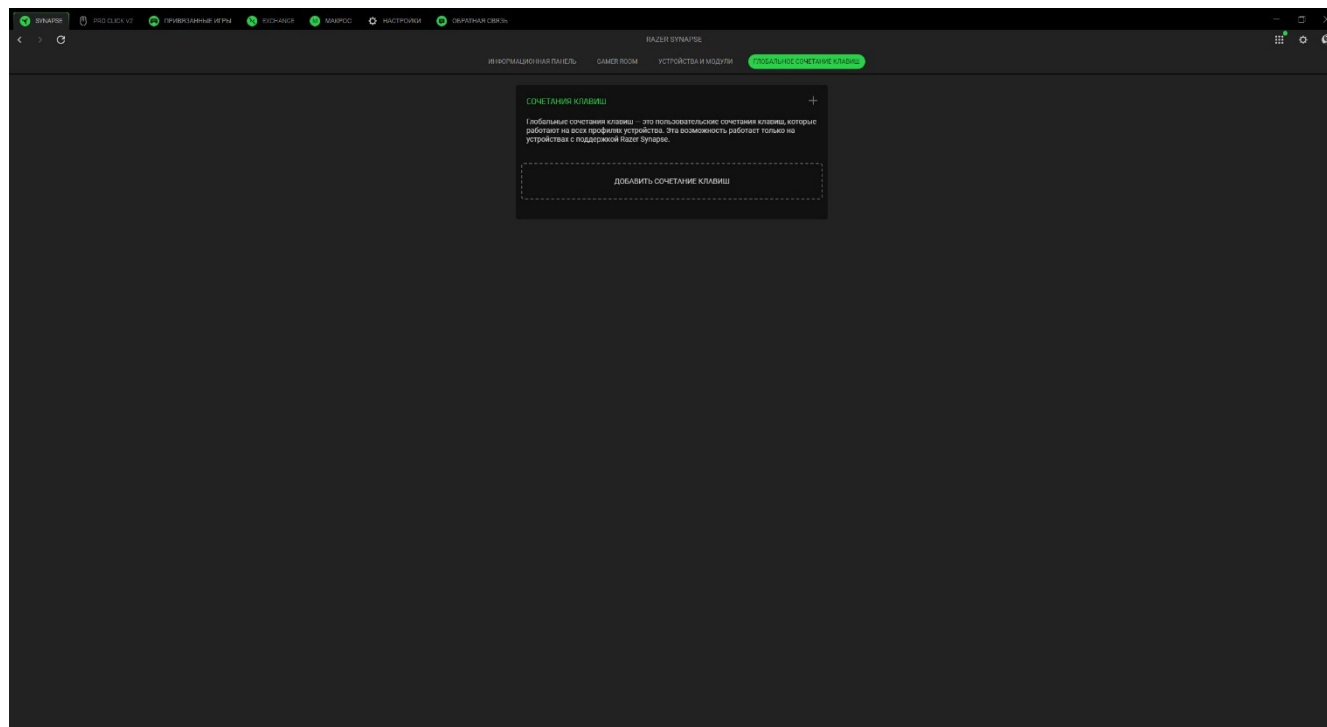 SYNAPSE PRO CLICK V2 ПРИВЯЗАННЫЕ ИГРЫ EXCHANGE МАКРОС НАСТРОЙКИ ОБРАТНАЯ СВЯЗЬ
RAZER SYNAPSE
ИНФОРМАЦИОННАЯ ПАНЕЛЬ GAMER ROOM УСТРОЙСТВА И МОДУЛИ ГЛОБАЛЬНОЕ СОЧЕТАНИЕ КЛАВИШ
СОЧЕТАНИЯ КЛАВИШ
Глобальные сочетания клавиш – это пользовательские сочетания клавиш, которые
работают на всех профилях устройства. Эта возможность работает только на
устройствах с поддержкой Razer Synapse.
ДОБАВИТЬ СОЧЕТАНИЕ КЛАВИШ